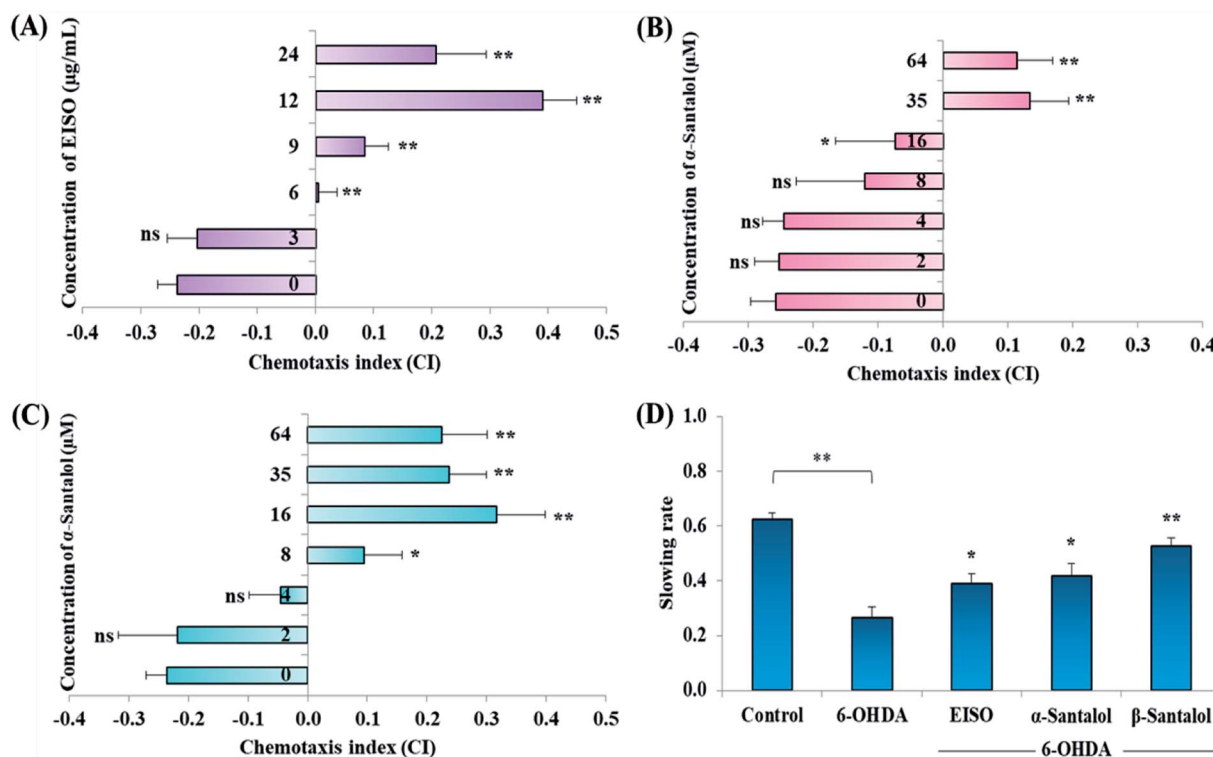 (A)
Concentration of EISO (µg/mL)
24
**
12
**
9
**
6
**
ns
3
0
-0.4 -0.3 -0.2 -0.1 0.0 0.1 0.2 0.3 0.4 0.5
Chemotaxis index (CI)
(B)
Concentration of α-Santalol (µM)
64
**
35
**
*
16
ns
8
ns
4
ns
2
0
-0.4 -0.3 -0.2 -0.1 0.0 0.1 0.2 0.3 0.4
Chemotaxis index (CI)
(C)
Concentration of α-Santalol (µM)
64
**
35
**
16
**
8
*
ns
4
ns
2
0
-0.4 -0.3 -0.2 -0.1 0.0 0.1 0.2 0.3 0.4 0.5
Chemotaxis index (CI)
(D)
Slowing rate
1.0
0.8
0.6
0.4
0.2
0.0
**
*
*
**
Control 6-OHDA EISO α-Santalol β-Santalol
6-OHDA